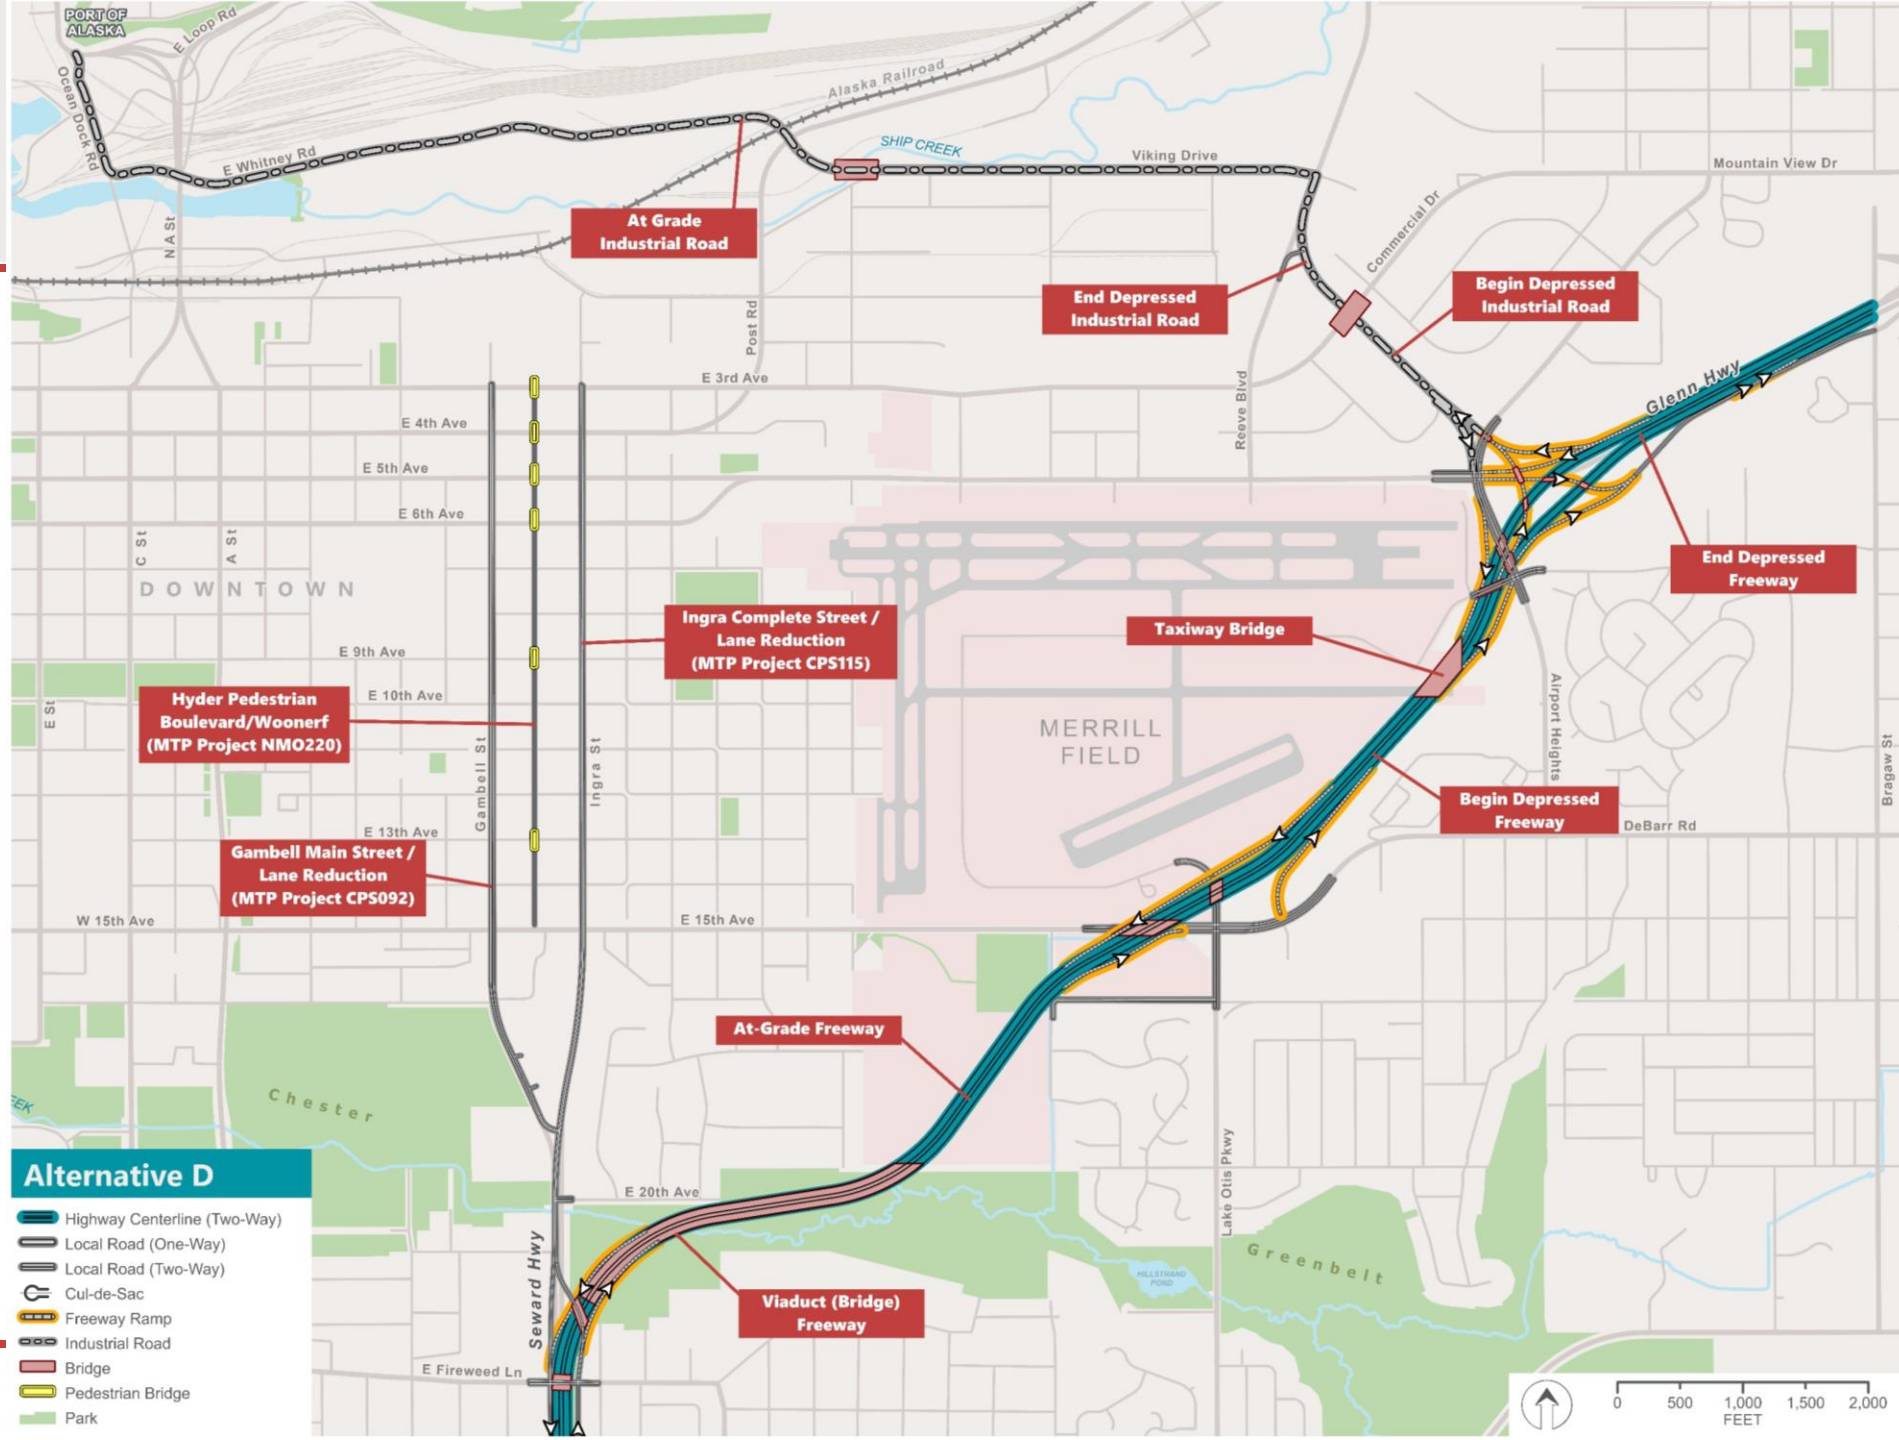 PORT OF
ALASKA
E Loop Rd
Ocean Dock Rd
Alaska Railroad
SHIP CREEK
E Whitney Rd
Viking Drive
Mountain View Dr
N A St
At Grade
Industrial Road
Commercial Dr
End Depressed
Industrial Road
Begin Depressed
Industrial Road
Post Rd
E 3rd Ave
Reeve Blvd
Glenn Hwy
E 4th Ave
E 5th Ave
E 6th Ave
C St
A St
DOWNTOWN
End Depressed
Freeway
Ingra Complete Street /
Lane Reduction
(MTP Project CPS115)
Taxiway Bridge
E 9th Ave
E 10th Ave
E St
Hyder Pedestrian
Boulevard/Woonerf
(MTP Project NMO220)
MERRILL
FIELD
Airport Heights
Bragaw St
Gambell St
Ingra St
Begin Depressed
Freeway
DeBarr Rd
E 13th Ave
Gambell Main Street /
Lane Reduction
(MTP Project CPS092)
W 15th Ave
E 15th Ave
At-Grade Freeway
Chester
EEK
Lake Otis Pkwy
E 20th Ave
Greenbelt
HILLSTRAND
POND
Seward Hwy
Viaduct (Bridge)
Freeway
E Fireweed Ln
Alternative D
Highway Centerline (Two-Way)
Local Road (One-Way)
Local Road (Two-Way)
Cul-de-Sac
Freeway Ramp
Industrial Road
Bridge
Pedestrian Bridge
Park
0 500 1,000 1,500 2,000
FEET